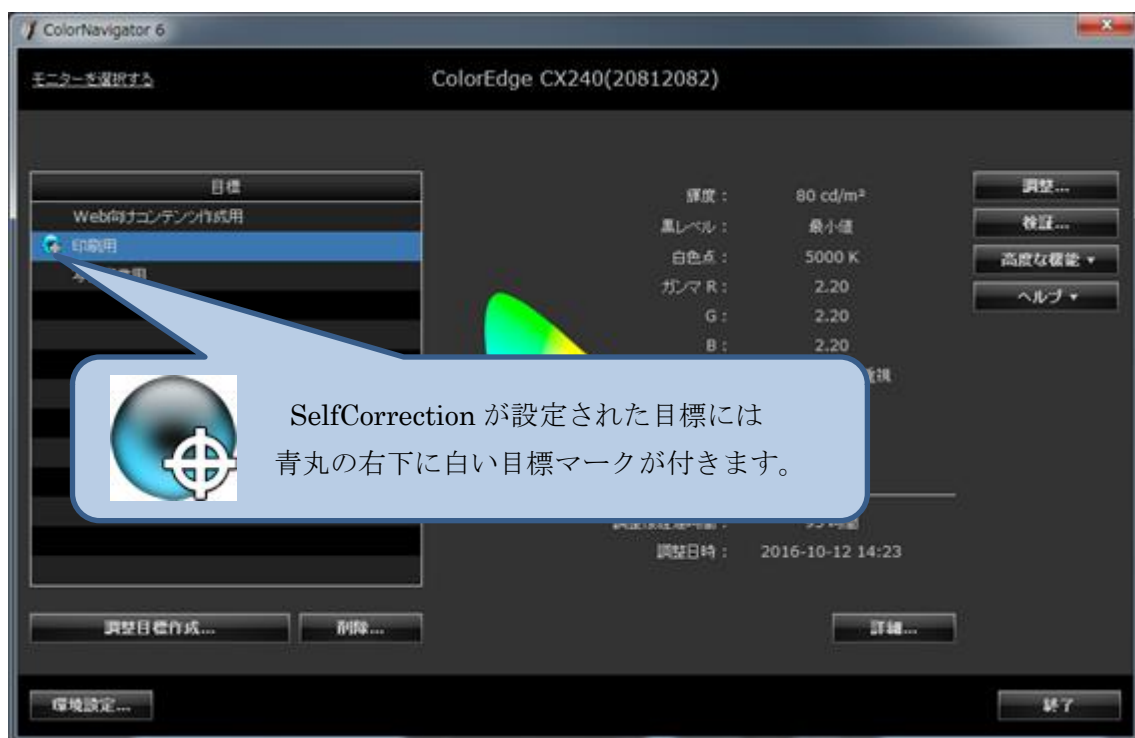 ColorNavigator 6
モニターを選択する
ColorEdge CX240(20812082)
目標
Web向けコンテンツ作成用
印刷用
輝度: 80 cd/m²
黒レベル: 最小値
白色点: 5000 K
ガンマ R: 2.20
G: 2.20
B: 2.20
重視
調整...
検証...
高度な機能
ヘルプ
SelfCorrection が設定された目標には
青丸の右下に白い目標マークが付きます。
調整日時: 2016-10-12 14:23
調整目標作成...
削除...
詳細...
環境設定...
終了